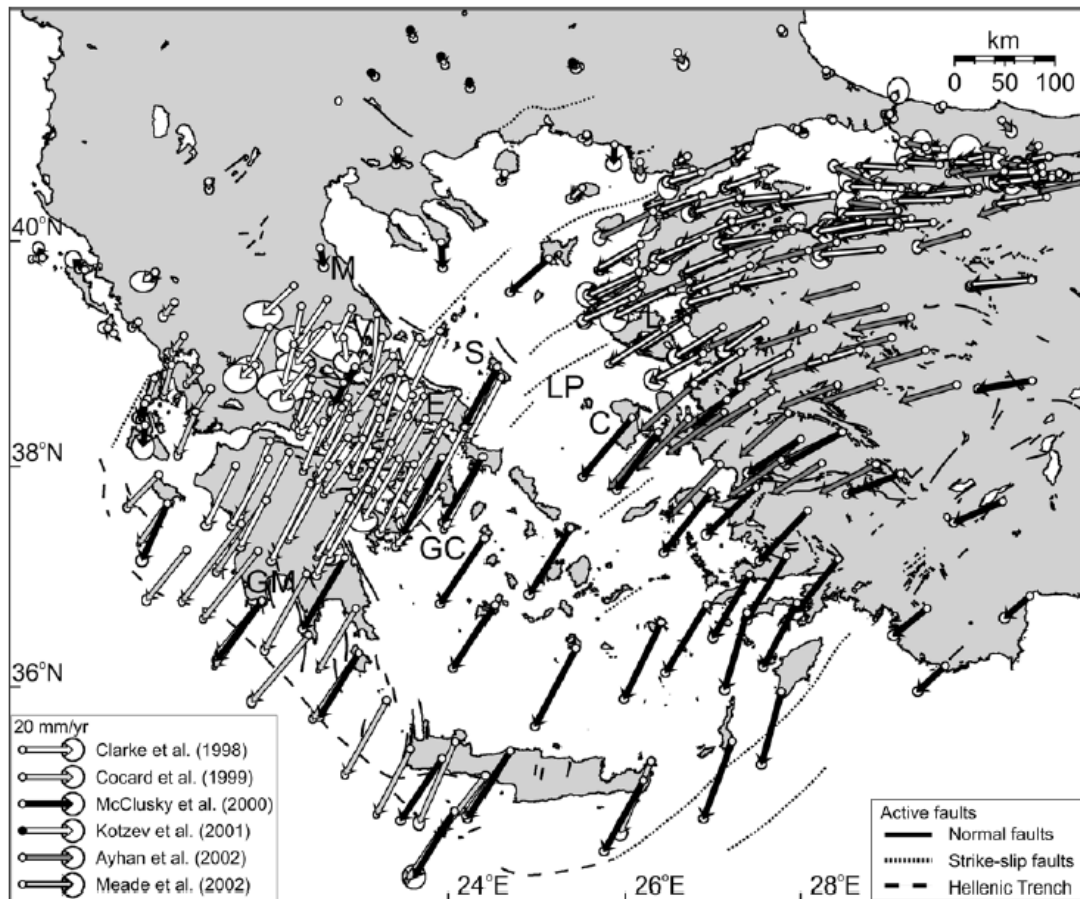 km
0 100
40°N
M
V
L
S
E
LP
C
38°N
GC
GM
36°N
20 mm/yr
Clarke et al. (1998)
Cocard et al. (1999)
McClusky et al. (2000)
Kotzev et al. (2001)
Ayhan et al. (2002)
Meade et al. (2002)
Active faults
Normal faults
Strike-slip faults
Hellenic Trench
24°E
26°E
28°E